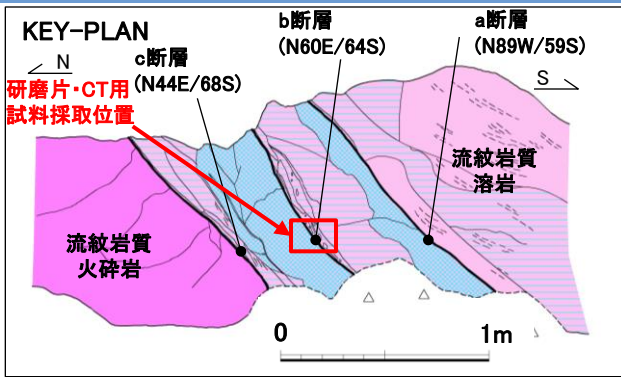 KEY-PLAN
N
c断層
(N44E/68S)
b断層
(N60E/64S)
a断層
(N89W/59S)
S
研磨片・CT用
試料採取位置
流紋岩質
溶岩
流紋岩質
火砕岩
0
1m